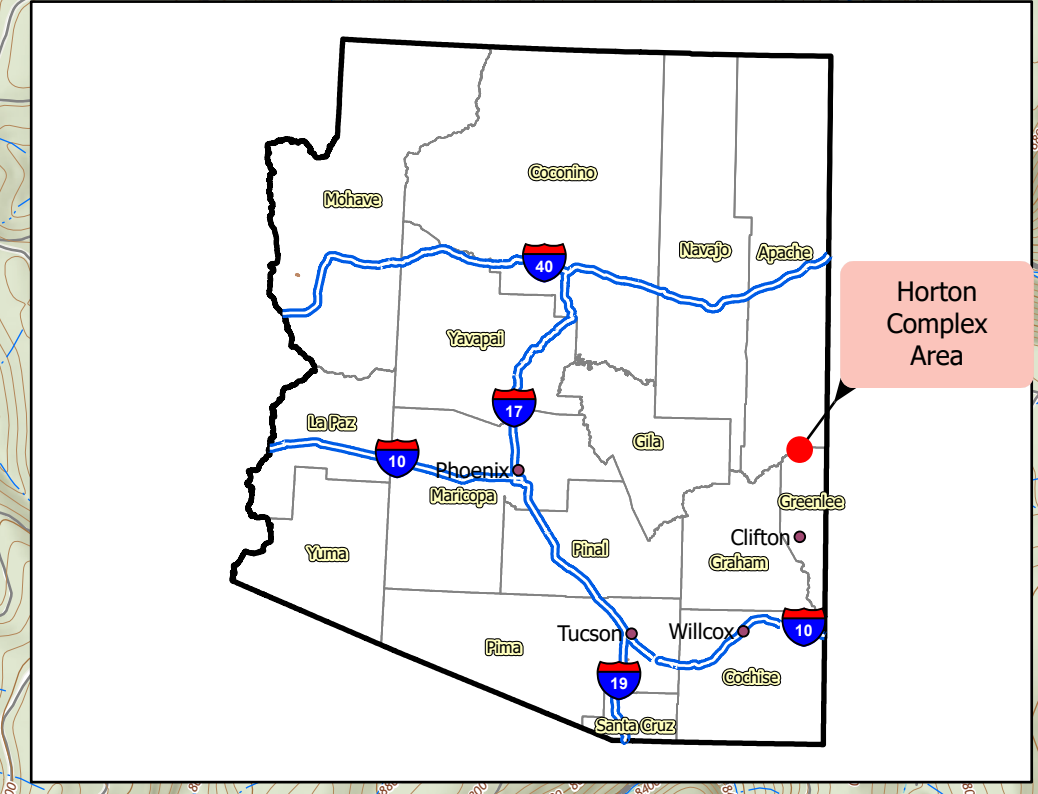 Coconino
Mohave
Navajo
Apache
40
Horton
Complex
Area
Yavapai
17
La Paz
Gila
10
Phoenix
Maricopa
Greenlee
Clifton
Yuma
Pinal
Graham
Tucson
Willcox
10
Pima
19
Cochise
Santa Cruz